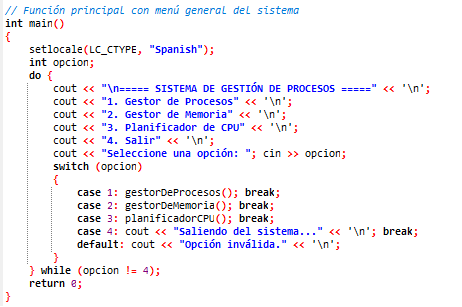 // Función principal con menú general del sistema
int main()
{
    setlocale(LC_CTYPE, "Spanish");
    int opcion;
    do {
        cout << "\n===== SISTEMA DE GESTIÓN DE PROCESOS =====" << '\n';
        cout << "1. Gestor de Procesos" << '\n';
        cout << "2. Gestor de Memoria" << '\n';
        cout << "3. Planificador de CPU" << '\n';
        cout << "4. Salir" << '\n';
        cout << "Seleccione una opción: "; cin >> opcion;
        switch (opcion)
        {
            case 1: gestorDeProcesos(); break;
            case 2: gestorDeMemoria(); break;
            case 3: planificadorCPU(); break;
            case 4: cout << "Saliendo del sistema..." << '\n'; break;
            default: cout << "Opción inválida." << '\n';
        }
    } while (opcion != 4);
    return 0;
}